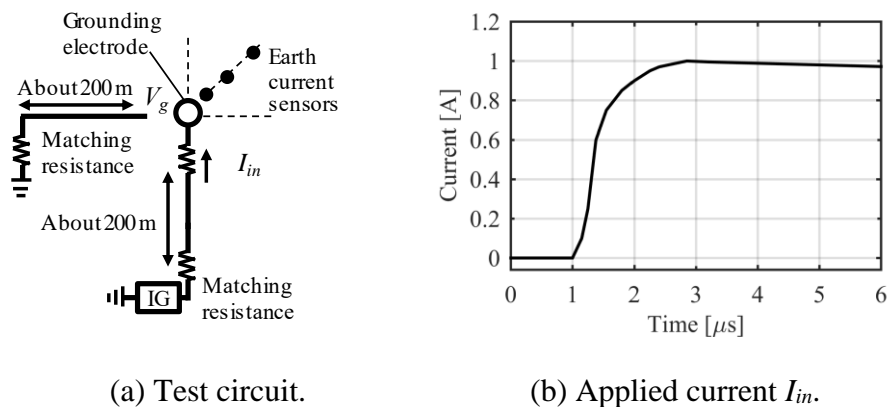 Grounding
electrode
About 200 m
V_g
Earth
current
sensors
Matching
resistance
I_in
About 200 m
Matching
resistance
IG
(a) Test circuit.
1.2
1
0.8
0.6
0.4
0.2
0
Current [A]
0 1 2 3 4 5 6
Time [μs]
(b) Applied current I_in.